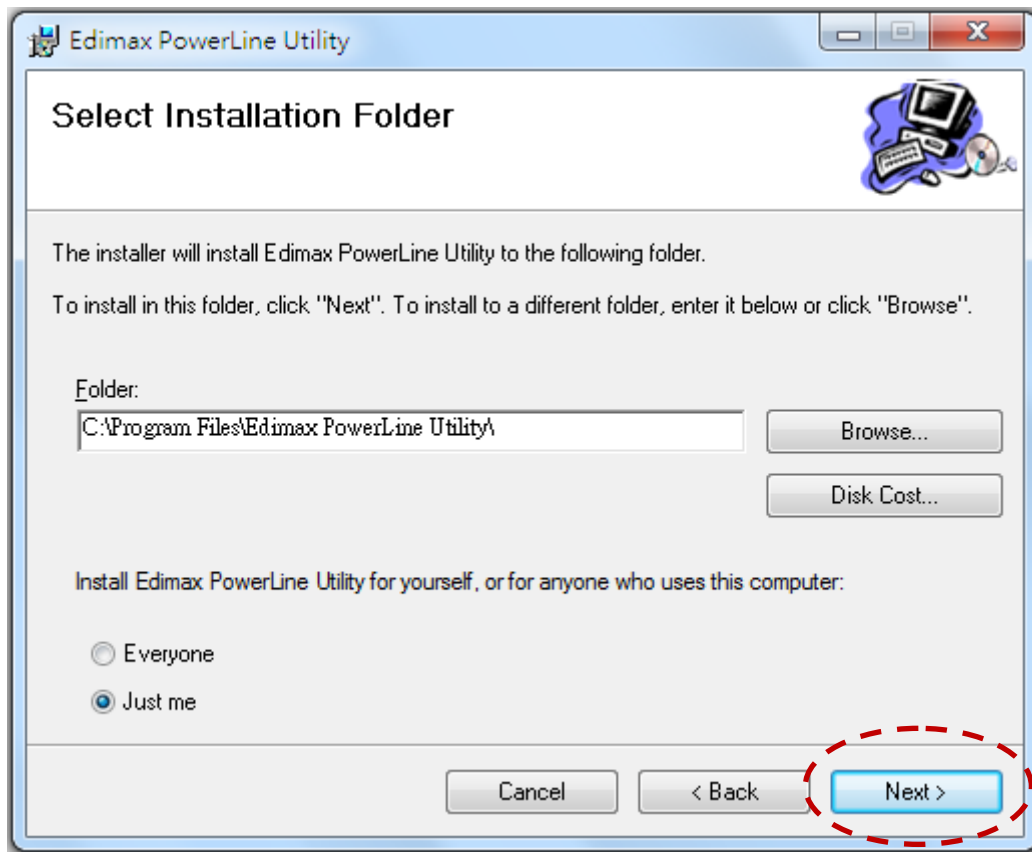 Edimax PowerLine Utility
Select Installation Folder
The installer will install Edimax PowerLine Utility to the following folder.
To install in this folder, click "Next". To install to a different folder, enter it below or click "Browse".
Folder:
C:\Program Files\Edimax PowerLine Utility\
Browse...
Disk Cost...
Install Edimax PowerLine Utility for yourself, or for anyone who uses this computer:
Everyone
Just me
Cancel
< Back
Next >